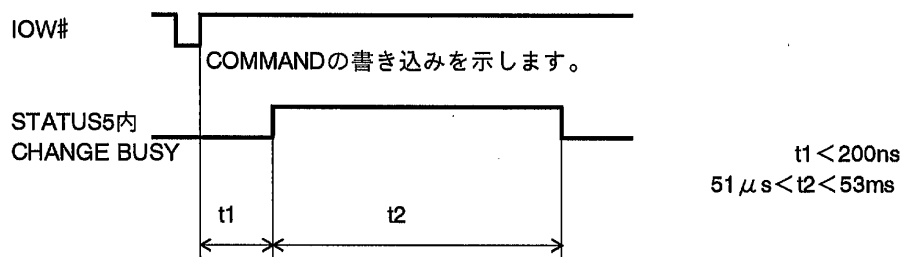 IOW#
COMMANDの書き込みを示します。
STATUS5内
CHANGE BUSY
t1＜200ns
51μs＜t2＜53ms
t1
t2